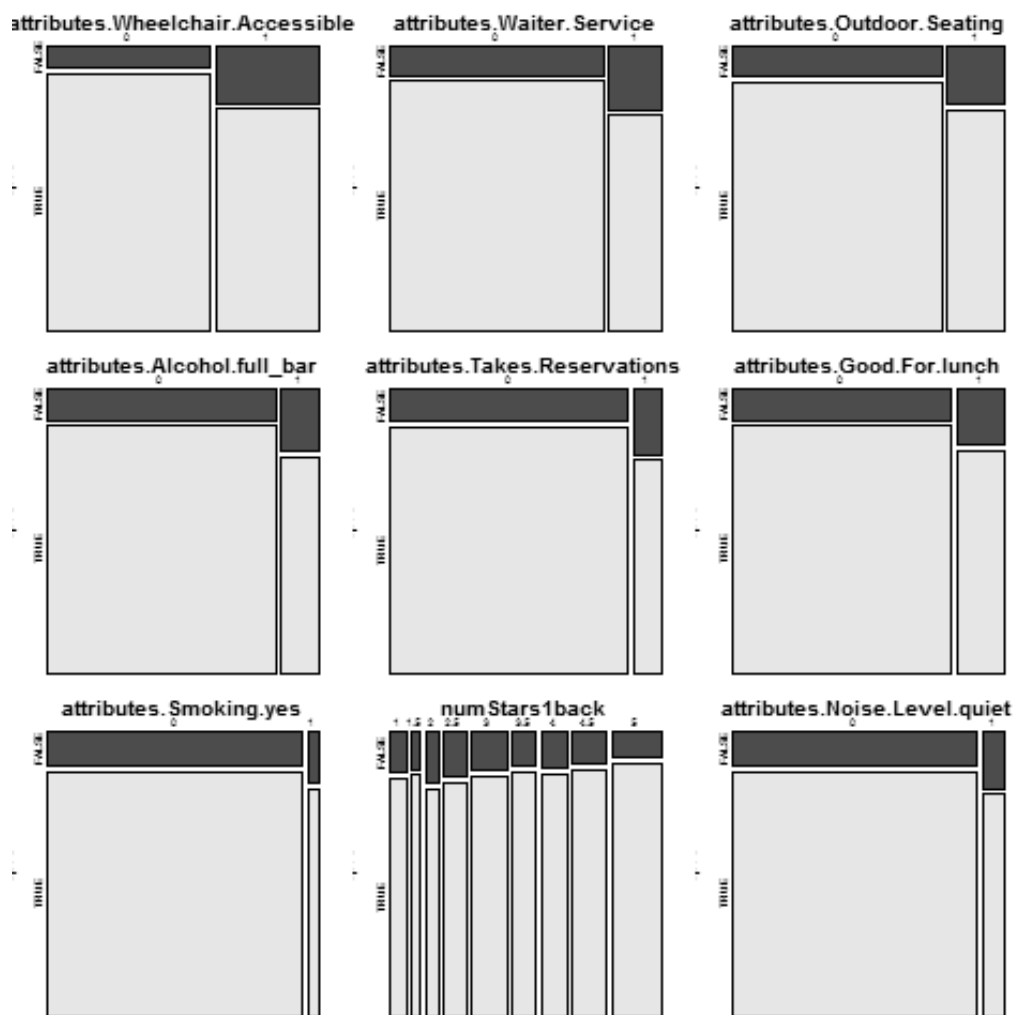 attributes.Wheelchair.Accessible
0 1
FALSE
TRUE
attributes.Waiter.Service
0 1
FALSE
TRUE
attributes.Outdoor.Seating
0 1
FALSE
TRUE
attributes.Alcohol.full_bar
0 1
FALSE
TRUE
attributes.Takes.Reservations
0 1
FALSE
TRUE
attributes.Good.For.lunch
0 1
FALSE
TRUE
attributes.Smoking.yes
0 1
FALSE
TRUE
numStars1back
1 1.5 2 2.5 3 3.5 4 4.5 5
FALSE
TRUE
attributes.Noise.Level.quiet
0 1
FALSE
TRUE